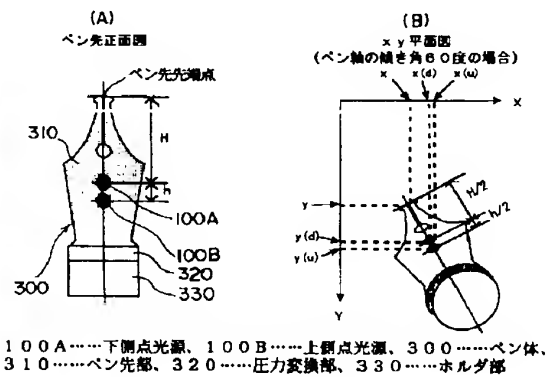 (A)
ペン先正面図
ペン先先端点
310
H
h
100A
100B
320
300
330
(B)
xy平面図
(ペン軸の傾き角60度の場合)
x x(d) x(u)
X
H/2
h/2
y
y(d)
y(u)
Y
100A……下側点光源、100B……上側点光源、300……ペン体、
310……ペン先部、320……圧力変換部、330……ホルダ部